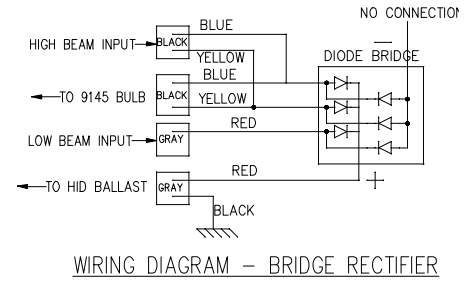 NO CONNECTION
BLUE
HIGH BEAM INPUT
BLACK
YELLOW
DIODE BRIDGE
BLUE
TO 9145 BULB
BLACK
YELLOW
RED
LOW BEAM INPUT
GRAY
RED
TO HID BALLAST
GRAY
BLACK
WIRING DIAGRAM - BRIDGE RECTIFIER